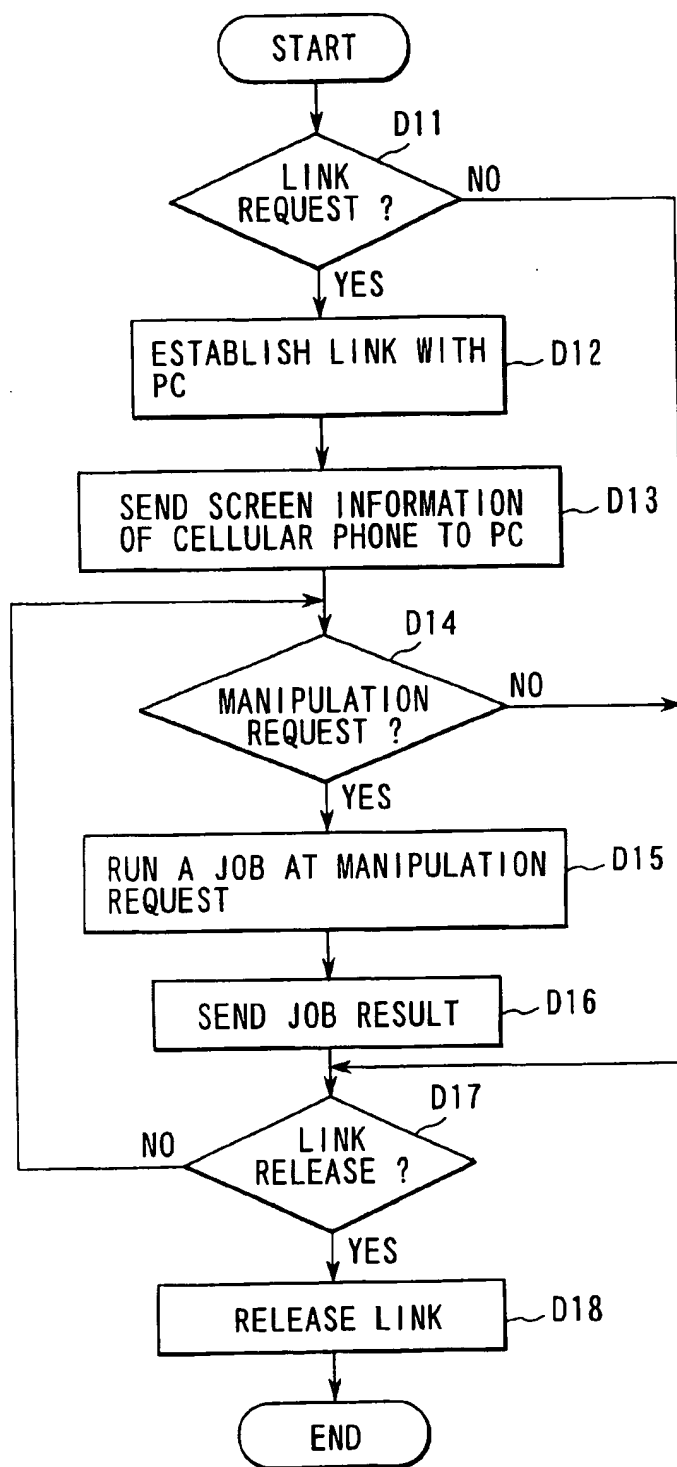 START
D11
LINK
REQUEST ?
NO
YES
ESTABLISH LINK WITH
PC
D12
SEND SCREEN INFORMATION
OF CELLULAR PHONE TO PC
D13
D14
MANIPULATION
REQUEST ?
NO
YES
RUN A JOB AT MANIPULATION
REQUEST
D15
SEND JOB RESULT
D16
D17
NO
LINK
RELEASE ?
YES
RELEASE LINK
D18
END